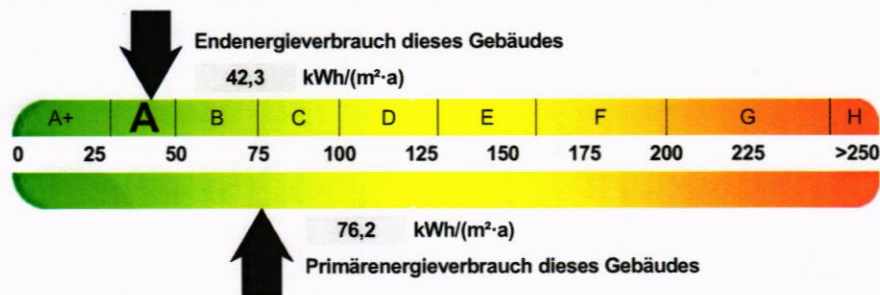 Endenergieverbrauch dieses Gebäudes
42,3 kWh/(m²·a)
A+ A B C D E F G H
0 25 50 75 100 125 150 175 200 225 >250
76,2 kWh/(m²·a)
Primärenergieverbrauch dieses Gebäudes